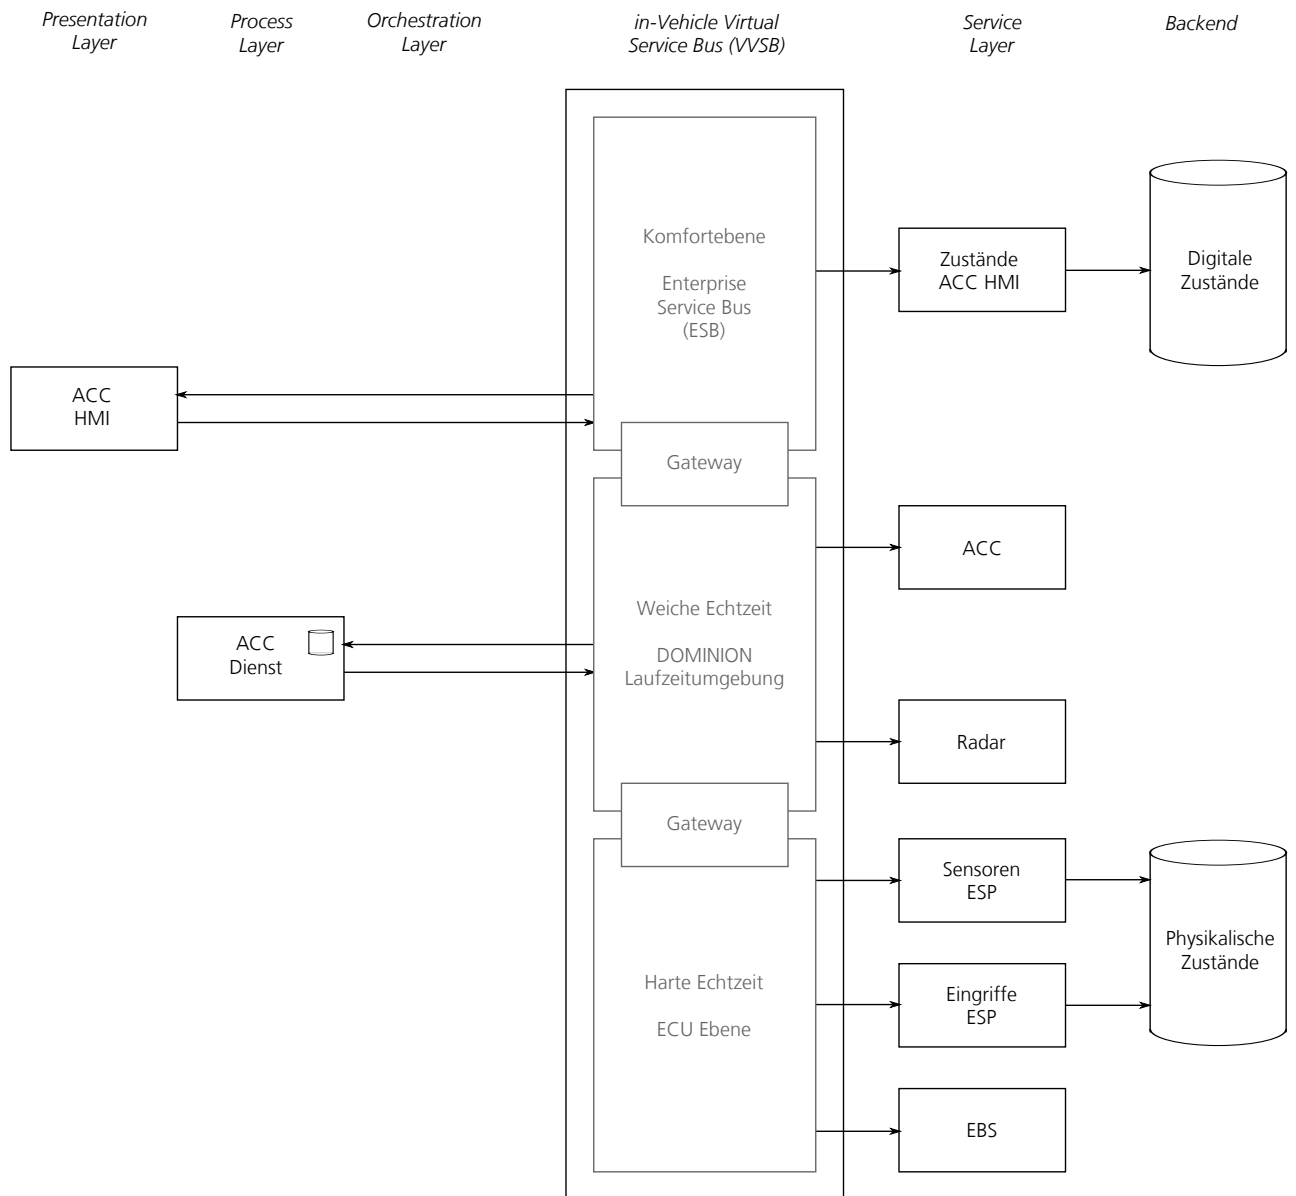 Presentation
Layer
Process
Layer
Orchestration
Layer
in-Vehicle Virtual
Service Bus (VVSB)
Service
Layer
Backend
Komfortebene
Enterprise
Service Bus
(ESB)
Zustände
ACC HMI
Digitale
Zustände
ACC
HMI
Gateway
ACC
Weiche Echtzeit
DOMINION
Laufzeitumgebung
ACC
Dienst
Radar
Gateway
Sensoren
ESP
Physikalische
Zustände
Harte Echtzeit
ECU Ebene
Eingriffe
ESP
EBS